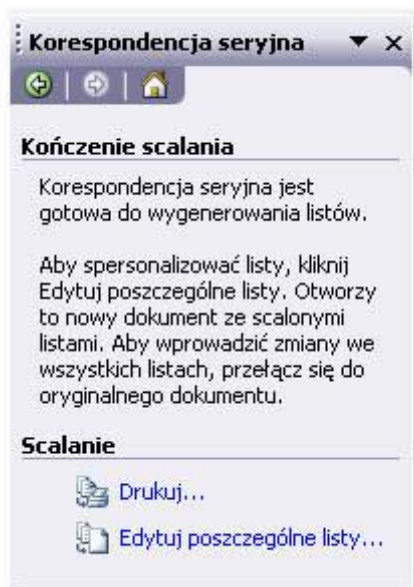 Korespondencja seryjna
Kończenie scalania
Korespondencja seryjna jest
gotowa do wygenerowania listów.
Aby spersonalizować listy, kliknij
Edytuj poszczególne listy. Otworzy
to nowy dokument ze scalonymi
listami. Aby wprowadzić zmiany we
wszystkich listach, przełącz się do
oryginalnego dokumentu.
Scalanie
Drukuj...
Edytuj poszczególne listy...